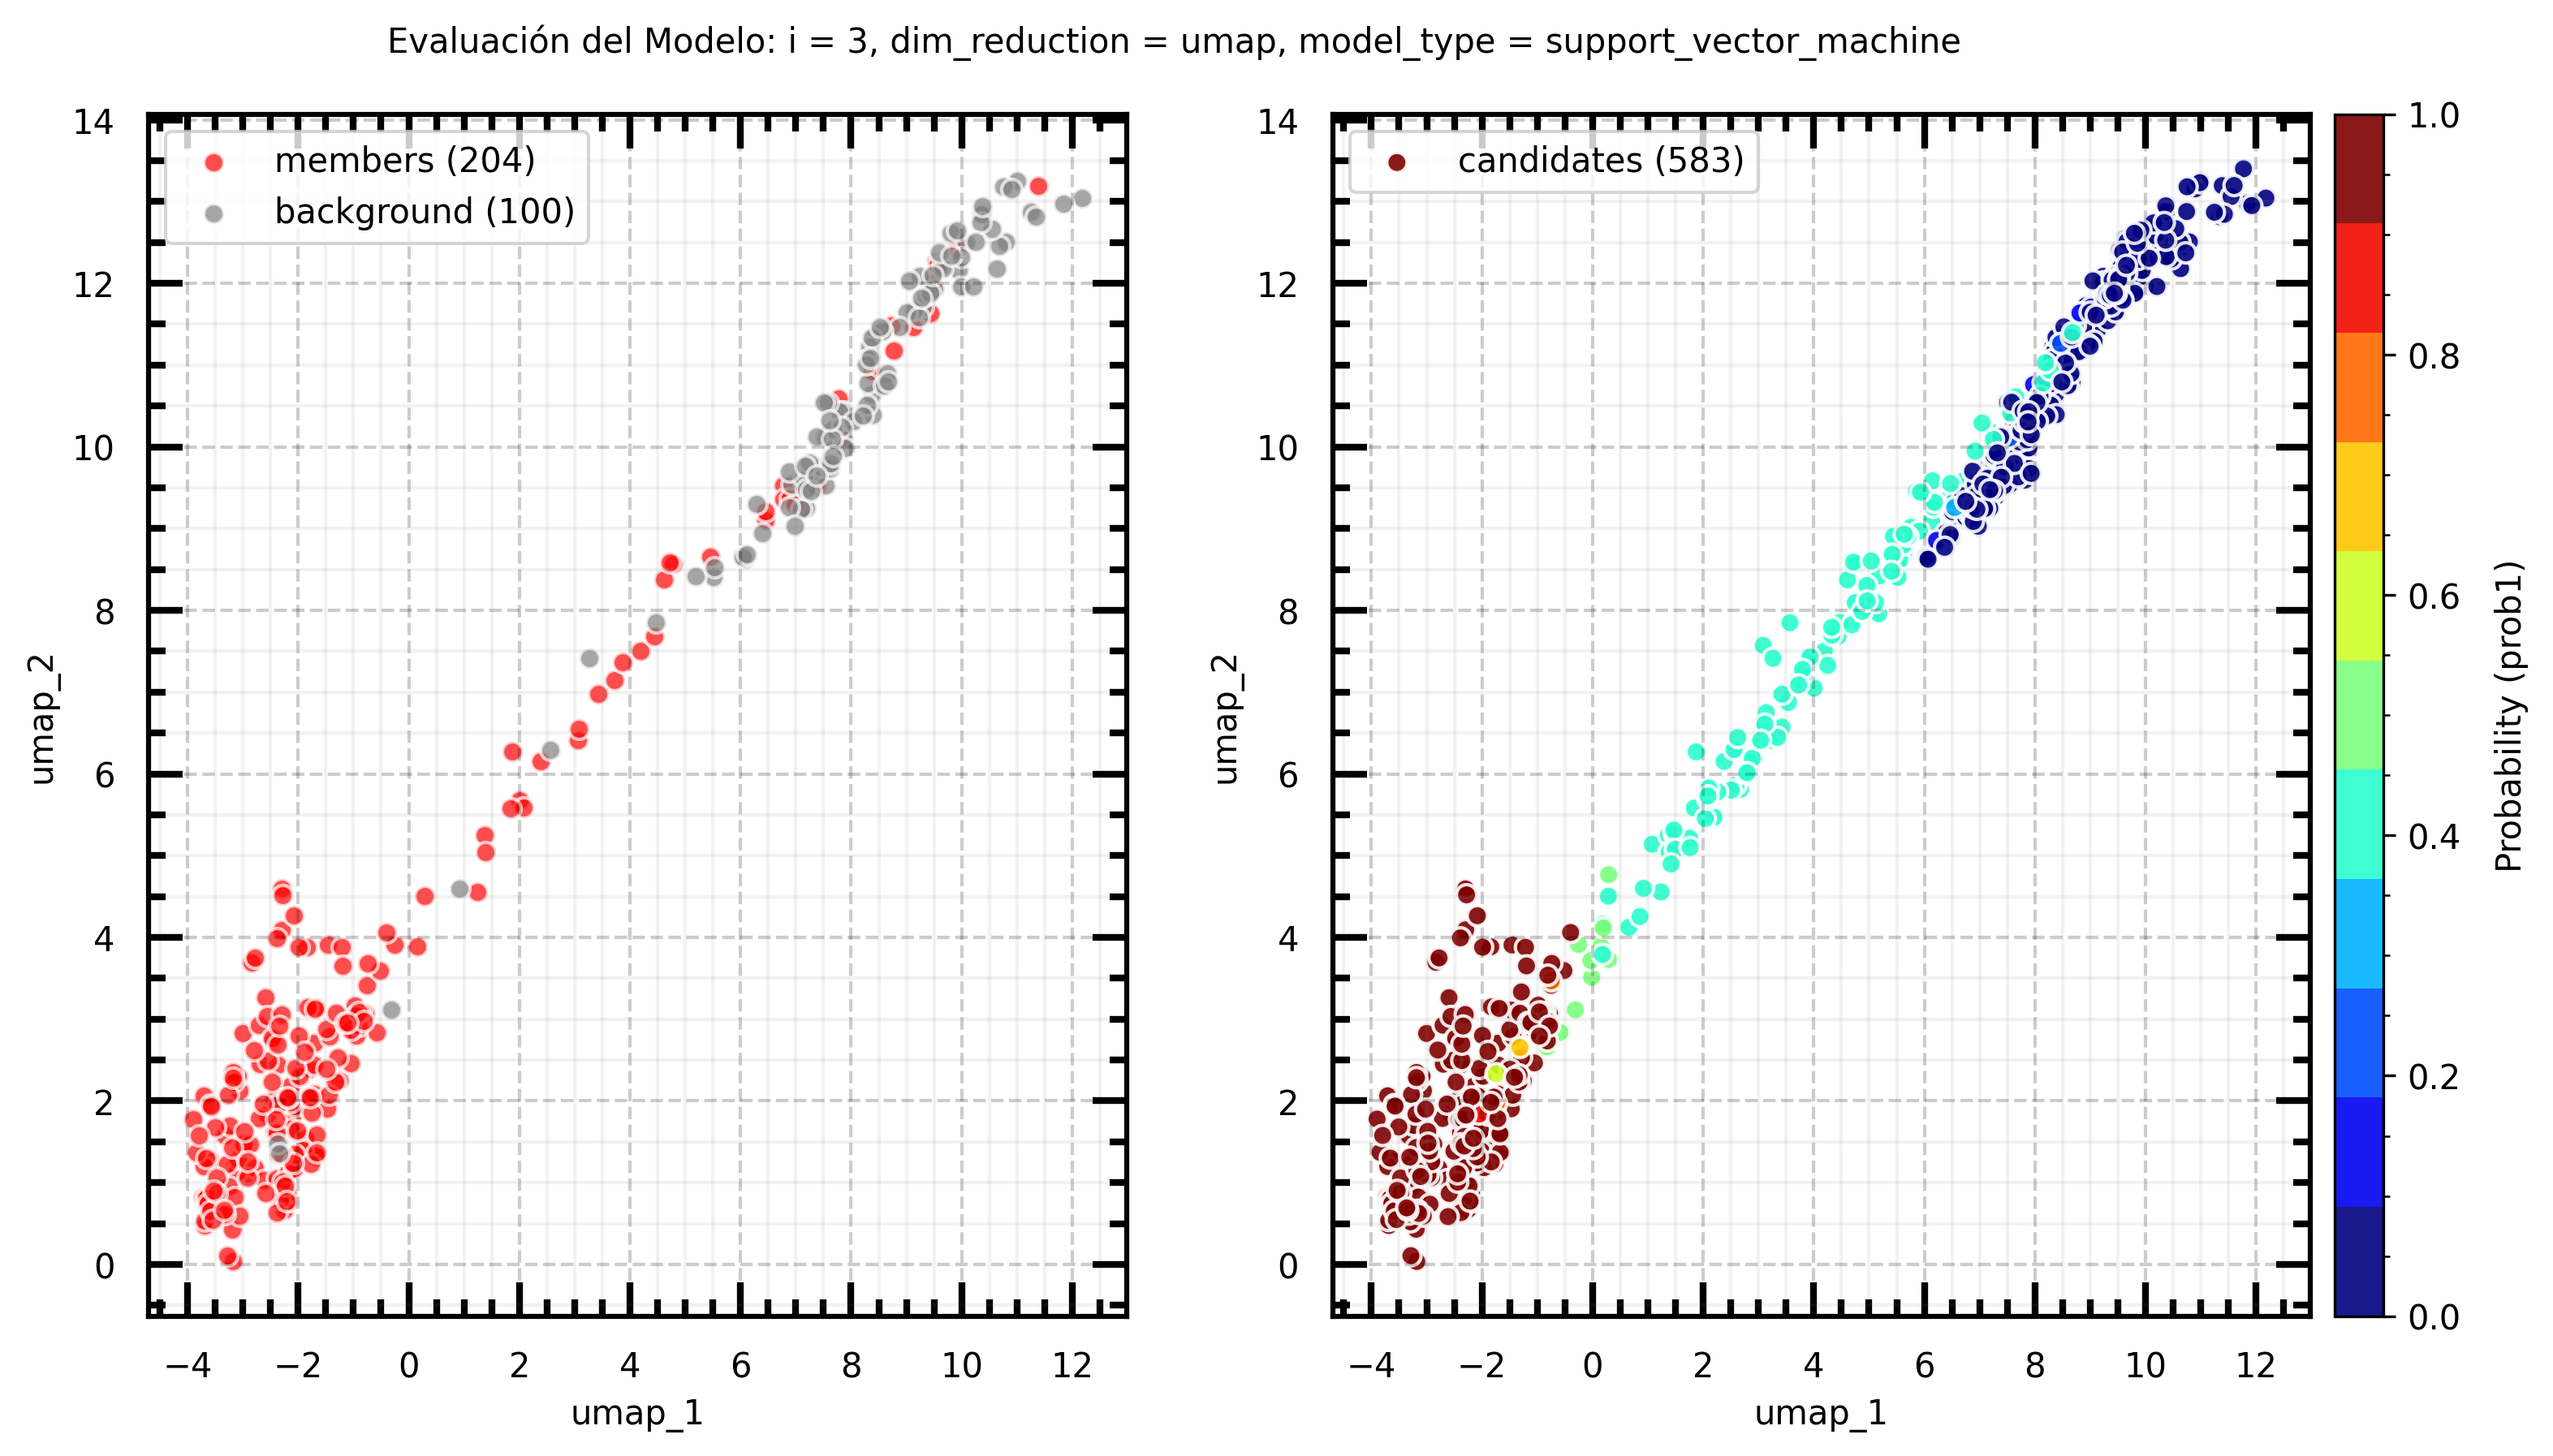 Evaluación del Modelo: i = 3, dim_reduction = umap, model_type = support_vector_machine
members (204)
background (100)
14
12
10
8
6
4
2
0
umap_2
−4 −2 0 2 4 6 8 10 12
umap_1
candidates (583)
14
12
10
8
6
4
2
0
umap_2
−4 −2 0 2 4 6 8 10 12
umap_1
1.0
0.8
0.6
0.4
0.2
0.0
Probability (prob1)